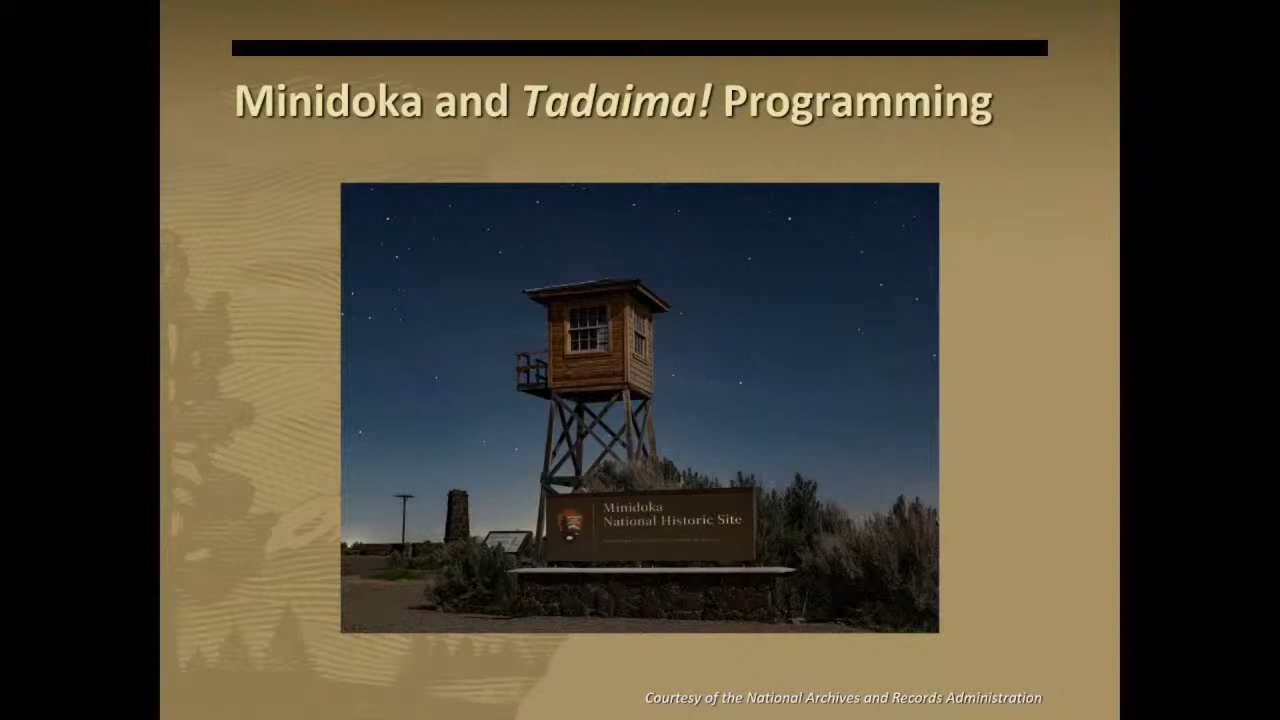 Minidoka and Tadaima! Programming
Minidoka
National Historic Site
Courtesy of the National Archives and Records Administration